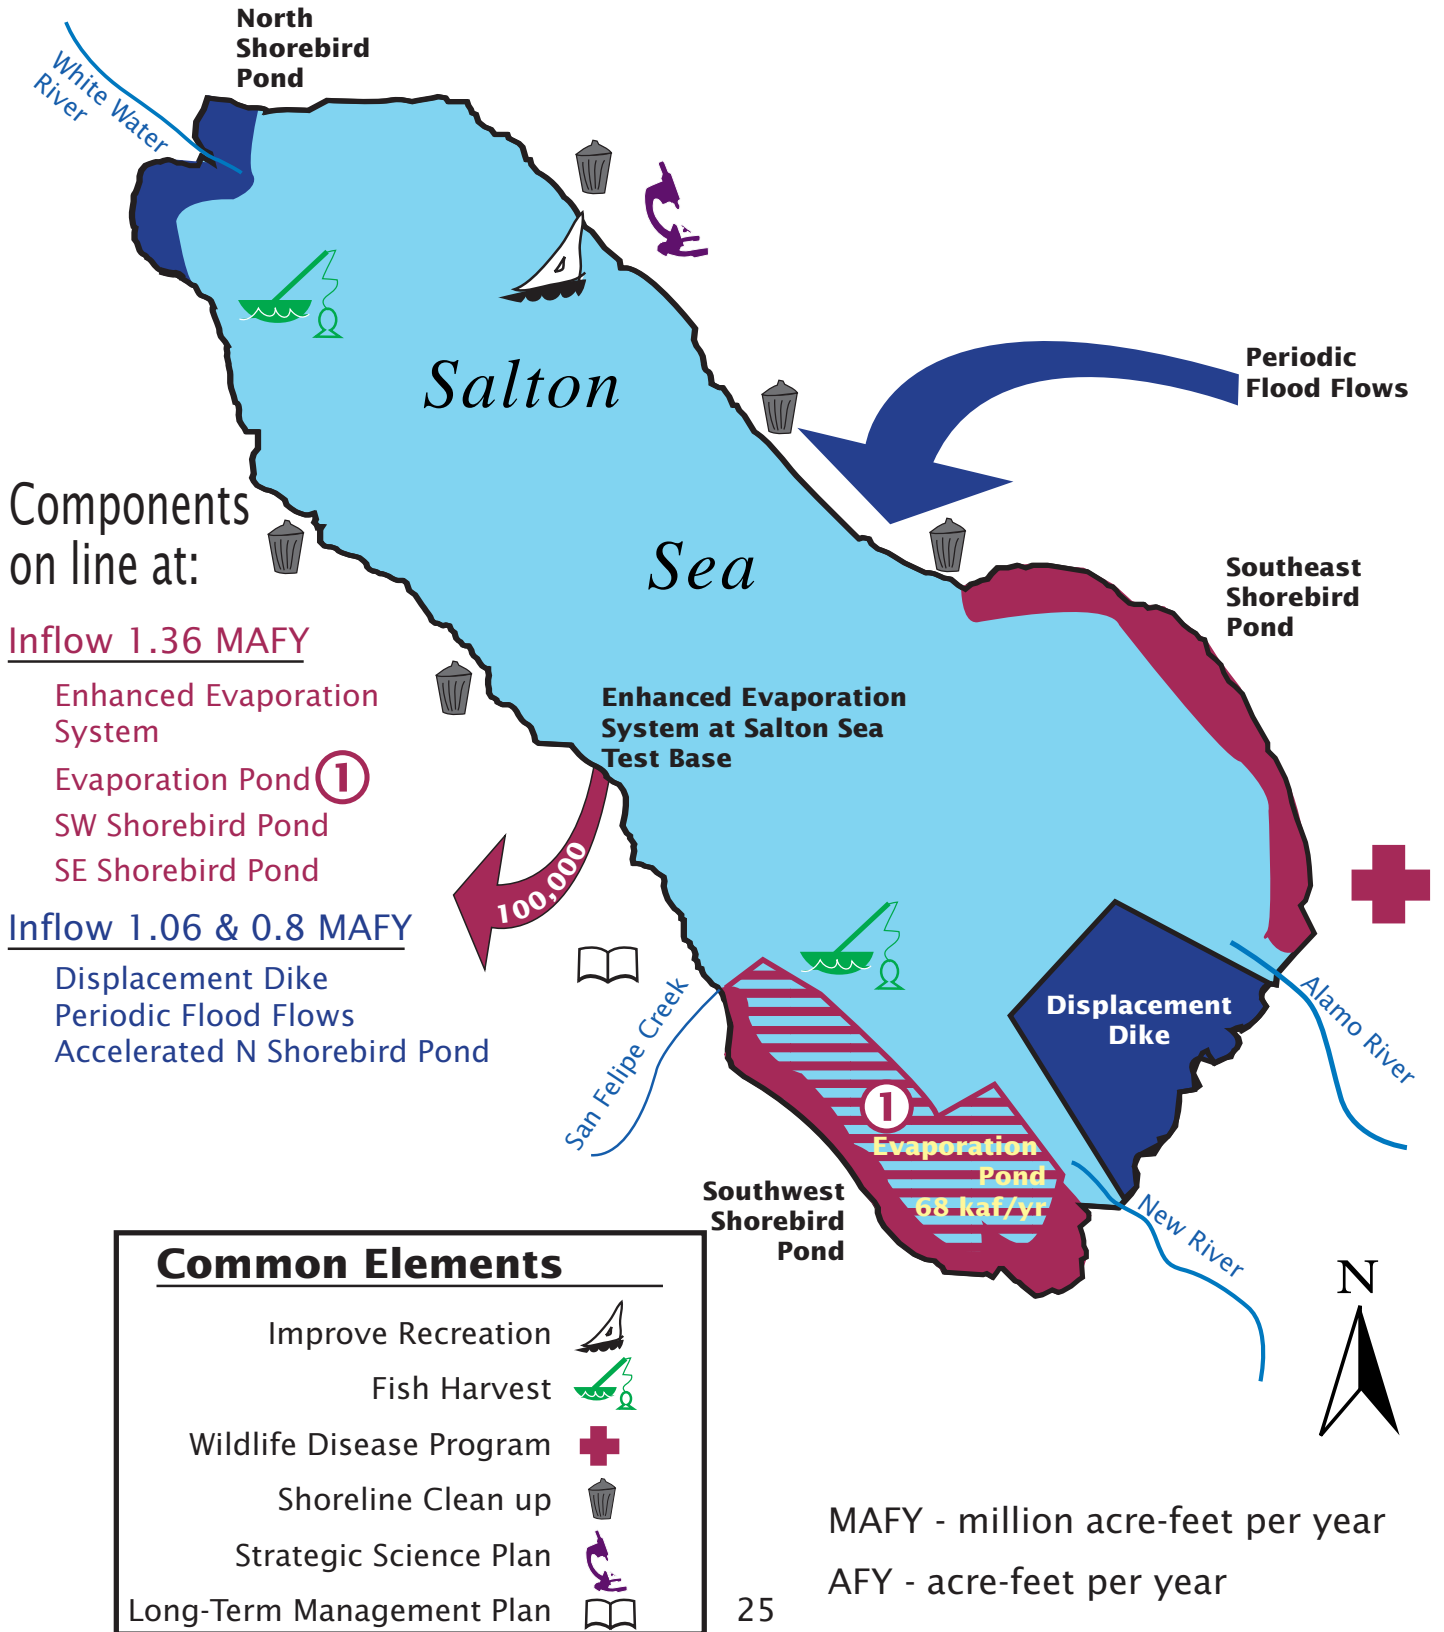 North
Shorebird
Pond
White Water
River
Salton
Sea
Periodic
Flood Flows
Components
on line at:
Inflow 1.36 MAFY
Enhanced Evaporation
System
Evaporation Pond 1
SW Shorebird Pond
SE Shorebird Pond
Inflow 1.06 & 0.8 MAFY
Displacement Dike
Periodic Flood Flows
Accelerated N Shorebird Pond
Southeast
Shorebird
Pond
Enhanced Evaporation
System at Salton Sea
Test Base
100,000
San Felipe Creek
Displacement
Dike
Alamo River
1
Evaporation
Pond
68 kaf/yr
Southwest
Shorebird
Pond
New River
N
Common Elements
Improve Recreation
Fish Harvest
Wildlife Disease Program
Shoreline Clean up
Strategic Science Plan
Long-Term Management Plan
MAFY - million acre-feet per year
AFY - acre-feet per year
25